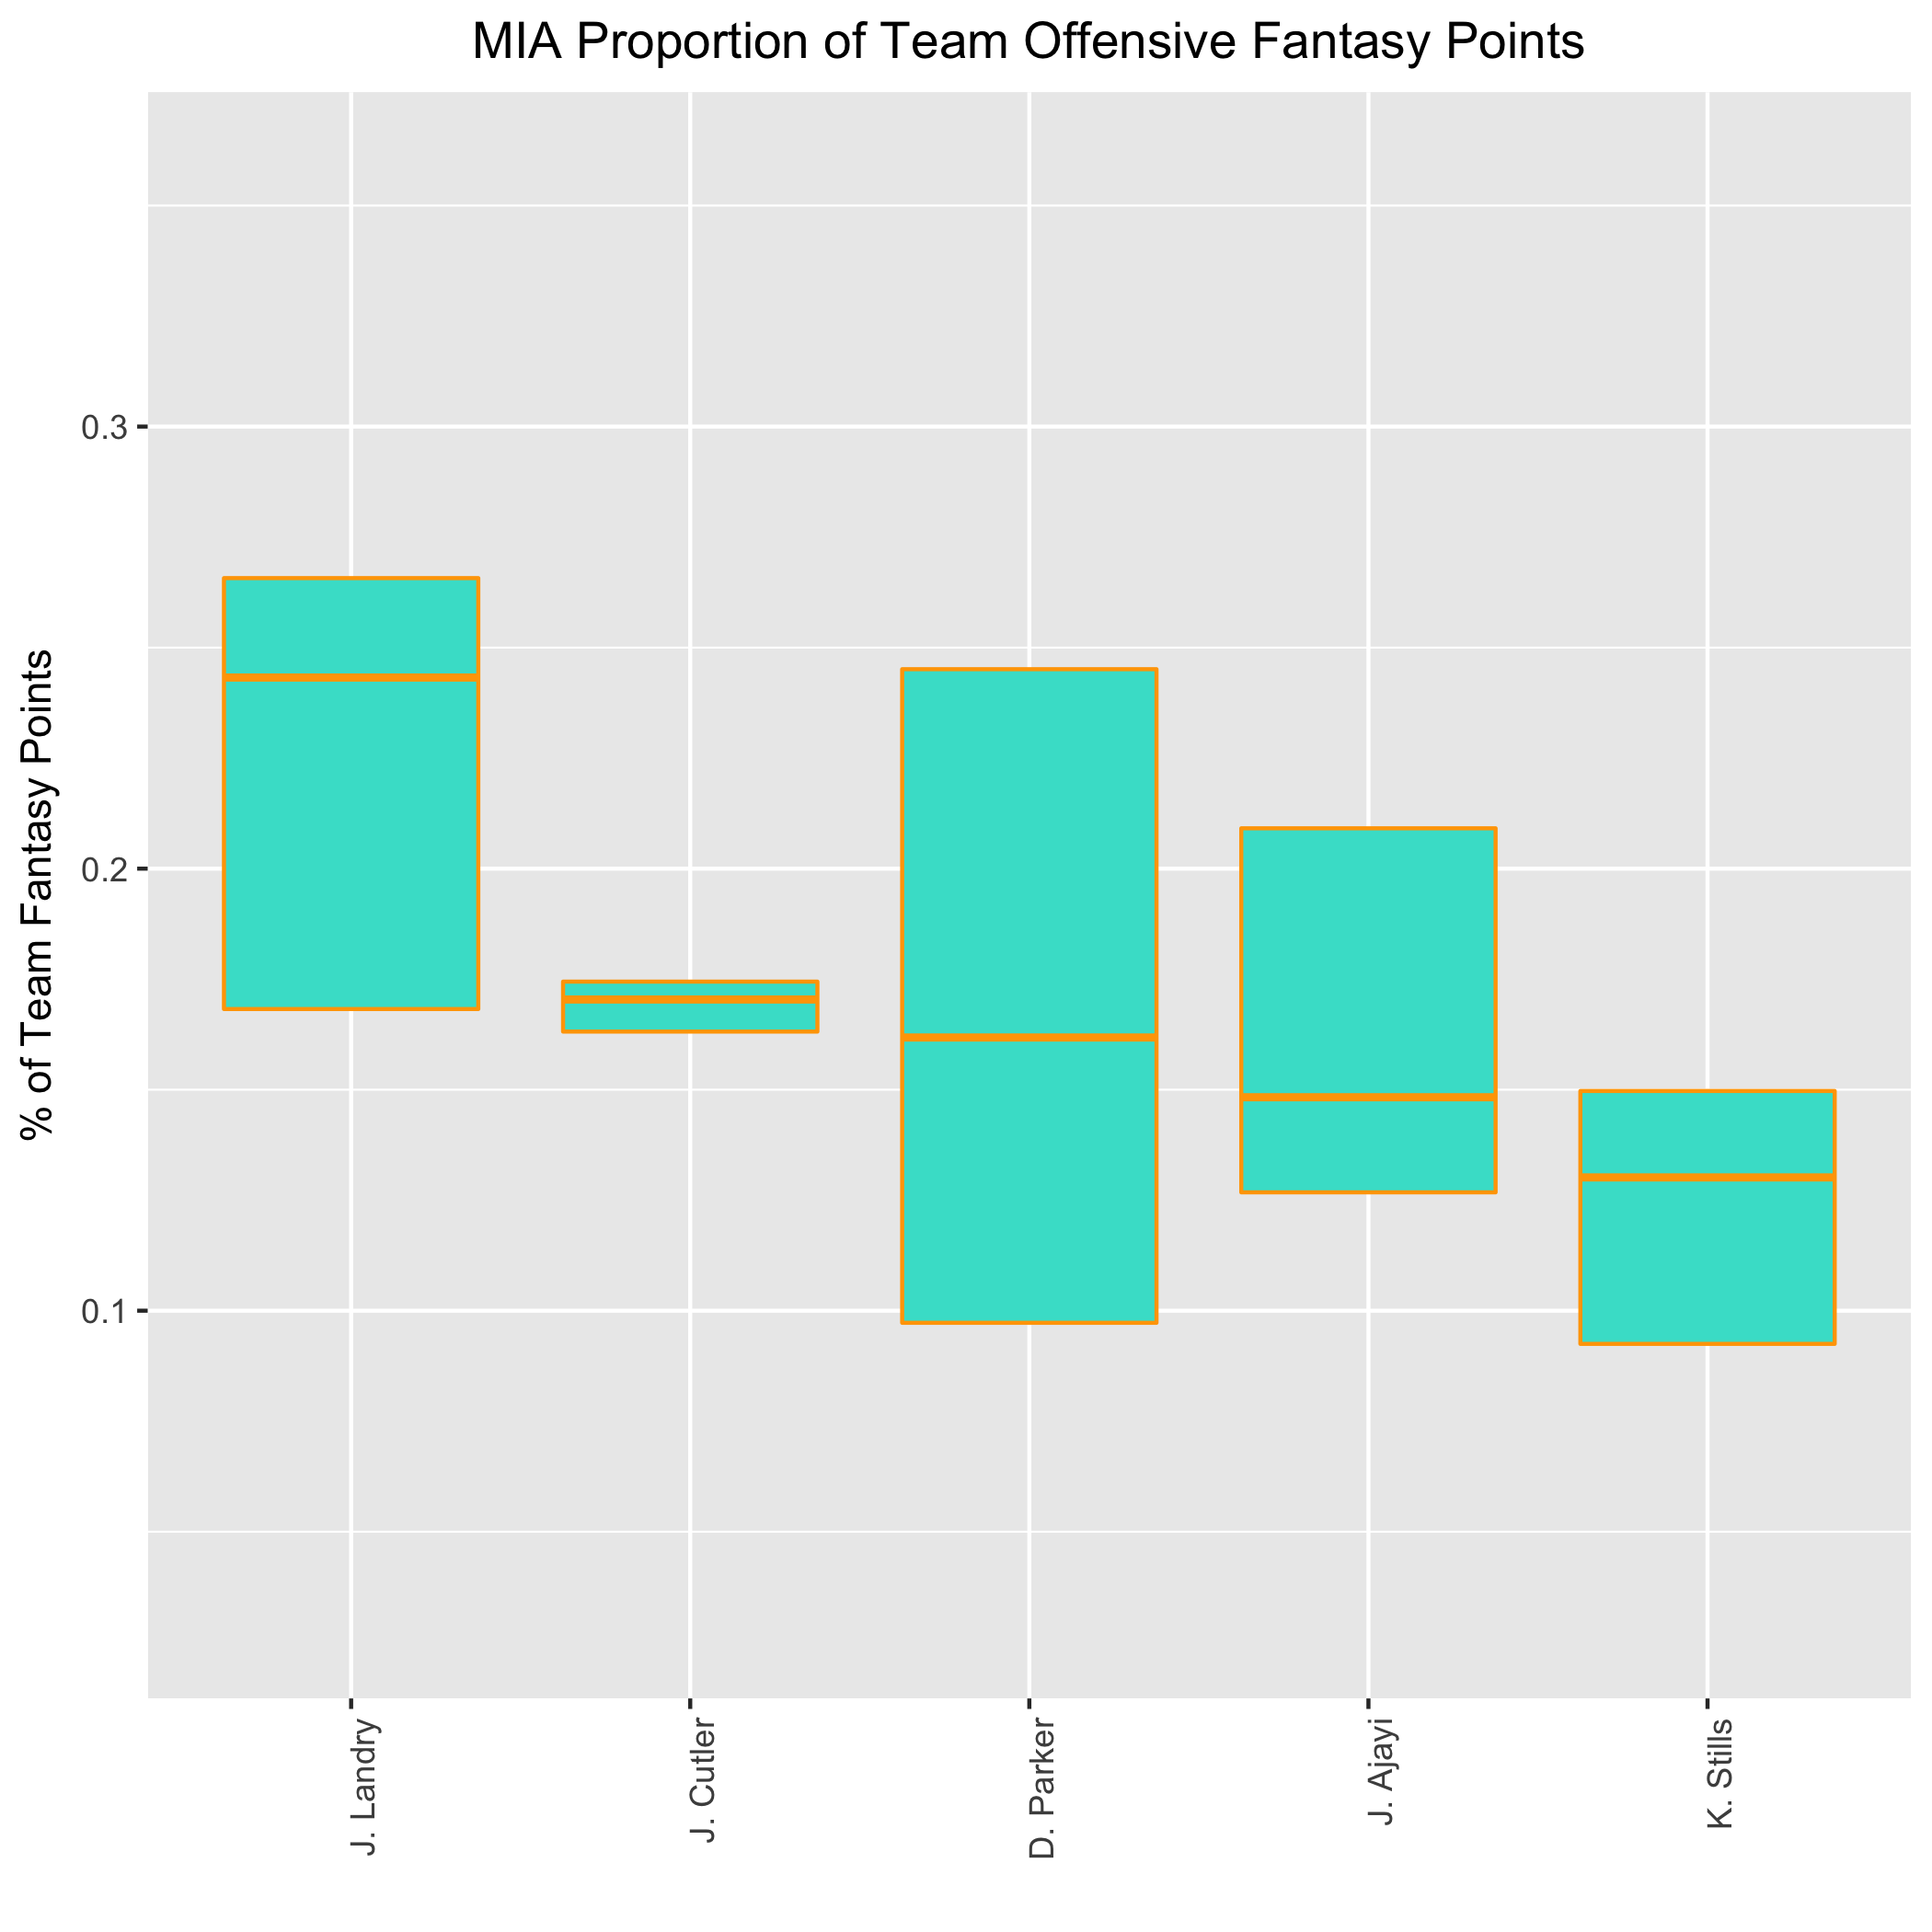 MIA Proportion of Team Offensive Fantasy Points
% of Team Fantasy Points
0.3
0.2
0.1
J. Landry
J. Cutler
D. Parker
J. Ajayi
K. Stills